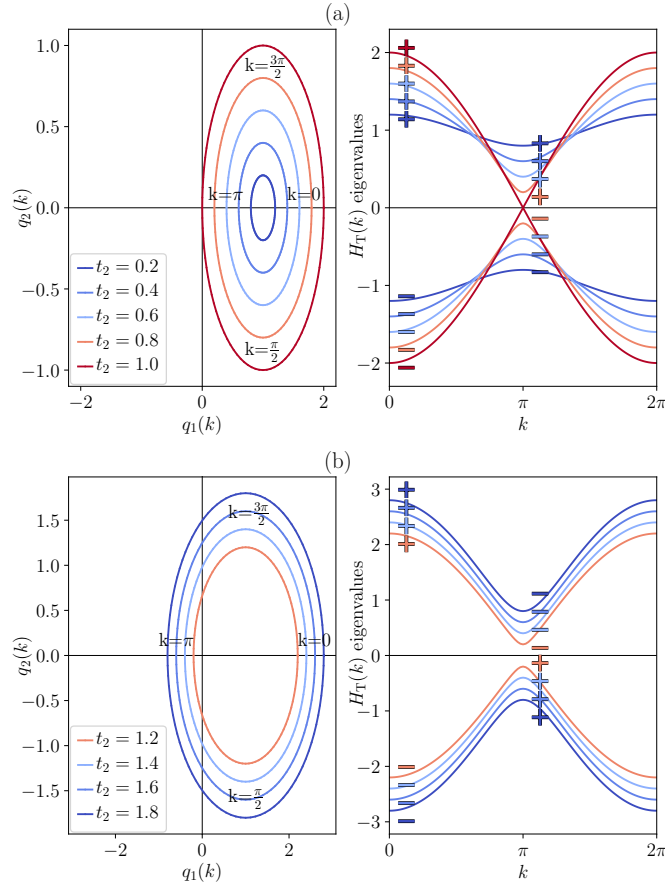 (a)
1.0
0.5
0.0
−0.5
−1.0
q₂(k)
k=3π/2
k=π
k=0
k=π/2
t₂ = 0.2
t₂ = 0.4
t₂ = 0.6
t₂ = 0.8
t₂ = 1.0
−2
0
2
q₁(k)
2
1
0
−1
−2
H_T(k) eigenvalues
0
π
2π
k
(b)
1.5
1.0
0.5
0.0
−0.5
−1.0
−1.5
q₂(k)
k=3π/2
k=π
k=0
k=π/2
t₂ = 1.2
t₂ = 1.4
t₂ = 1.6
t₂ = 1.8
−2
0
2
q₁(k)
3
2
1
0
−1
−2
−3
H_T(k) eigenvalues
0
π
2π
k